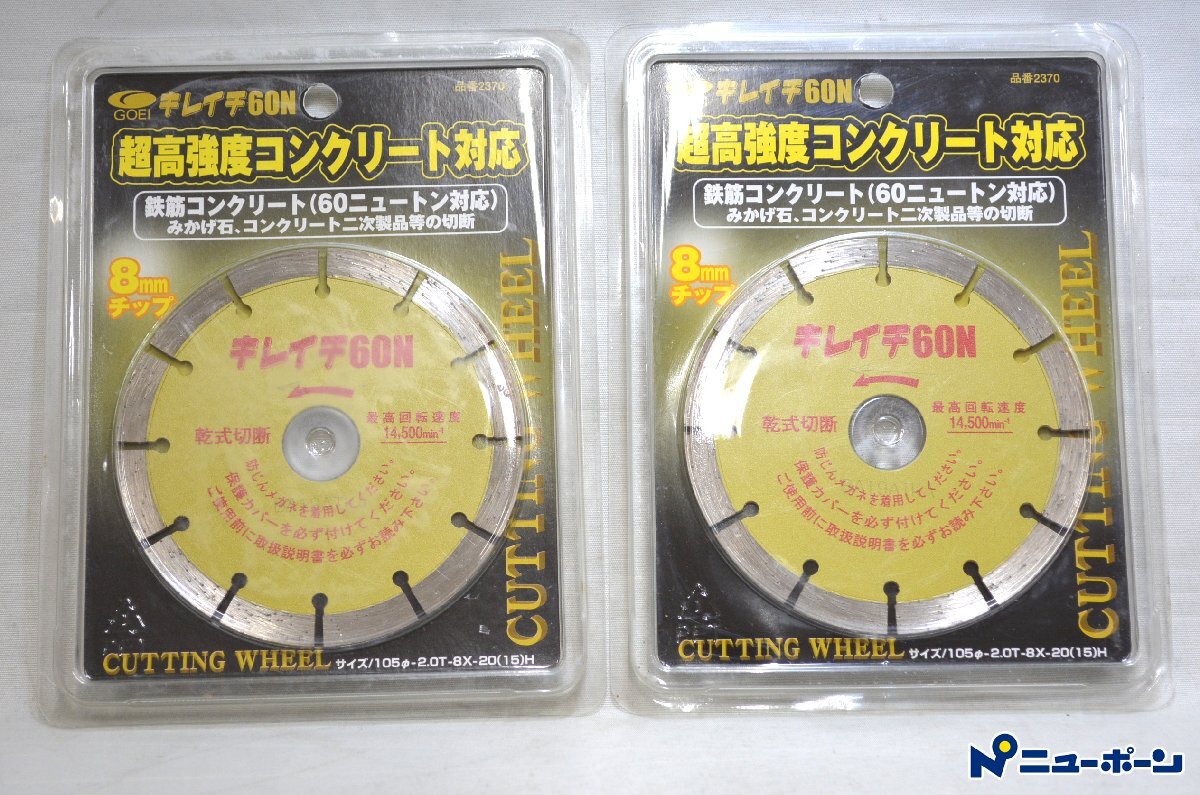 GOEI キレイチ60N
品番2370
超高強度コンクリート対応
鉄筋コンクリート(60ニュートン対応)
みかげ石、コンクリート二次製品等の切断
8mm
チップ
キレイチ60N
乾式切断
最高回転速度
14,500min⁻¹
防じんメガネを着用してください。
保護カバーを必ず付けてください。
ご使用前に取扱説明書を必ずお読み下さい。
CUTTING WHEEL
CUTTING WHEEL サイズ/105φ-2.0T-8X-20(15)H
キレイチ60N
品番2370
超高強度コンクリート対応
鉄筋コンクリート(60ニュートン対応)
みかげ石、コンクリート二次製品等の切断
8mm
チップ
キレイチ60N
乾式切断
最高回転速度
14,500min⁻¹
防じんメガネを着用してください。
保護カバーを必ず付けてください。
ご使用前に取扱説明書を必ずお読み下さい。
CUTTING WHEEL
CUTTING WHEEL サイズ/105φ-2.0T-8X-20(15)H
ニューポーン